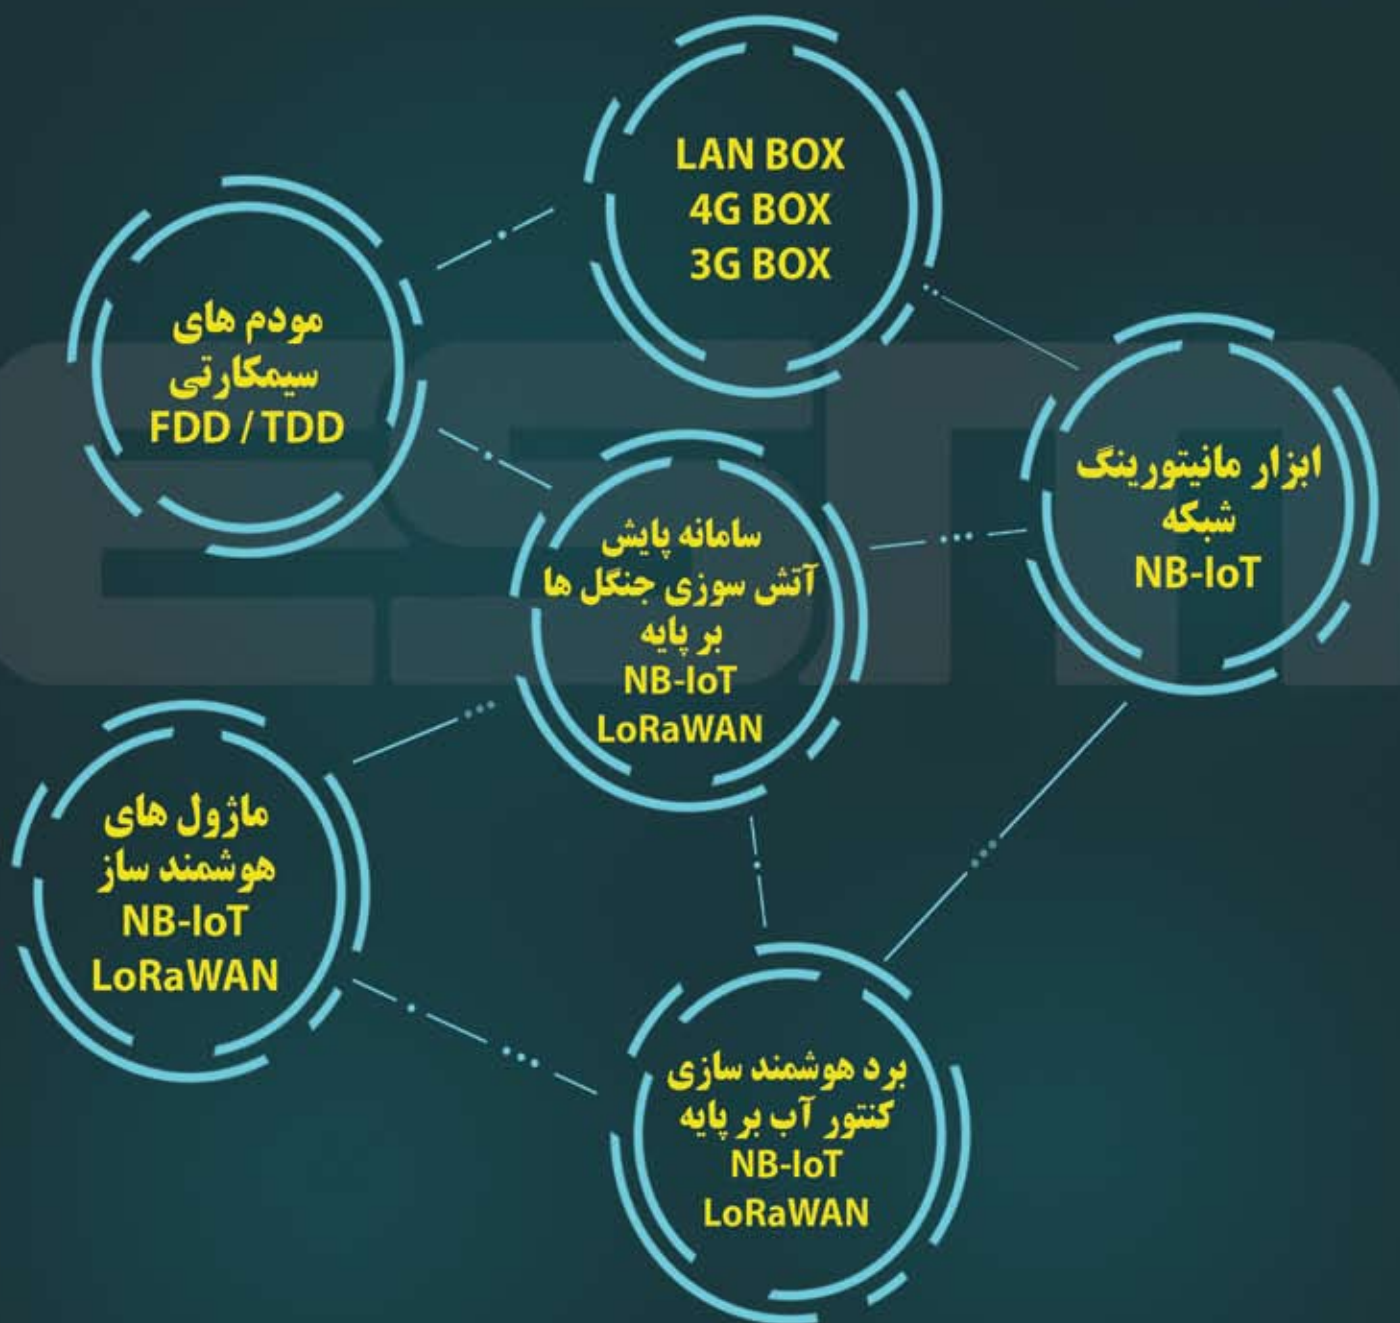 LAN BOX
4G BOX
3G BOX
مودم های
سیمکارتی
FDD / TDD
ابزار مانیتورینگ
شبکه
NB-IoT
سامانه پایش
آتش سوزی جنگل ها
بر پایه
NB-IoT
LoRaWAN
ماژول های
هوشمند ساز
NB-IoT
LoRaWAN
برد هوشمند سازی
کنتور آب بر پایه
NB-IoT
LoRaWAN